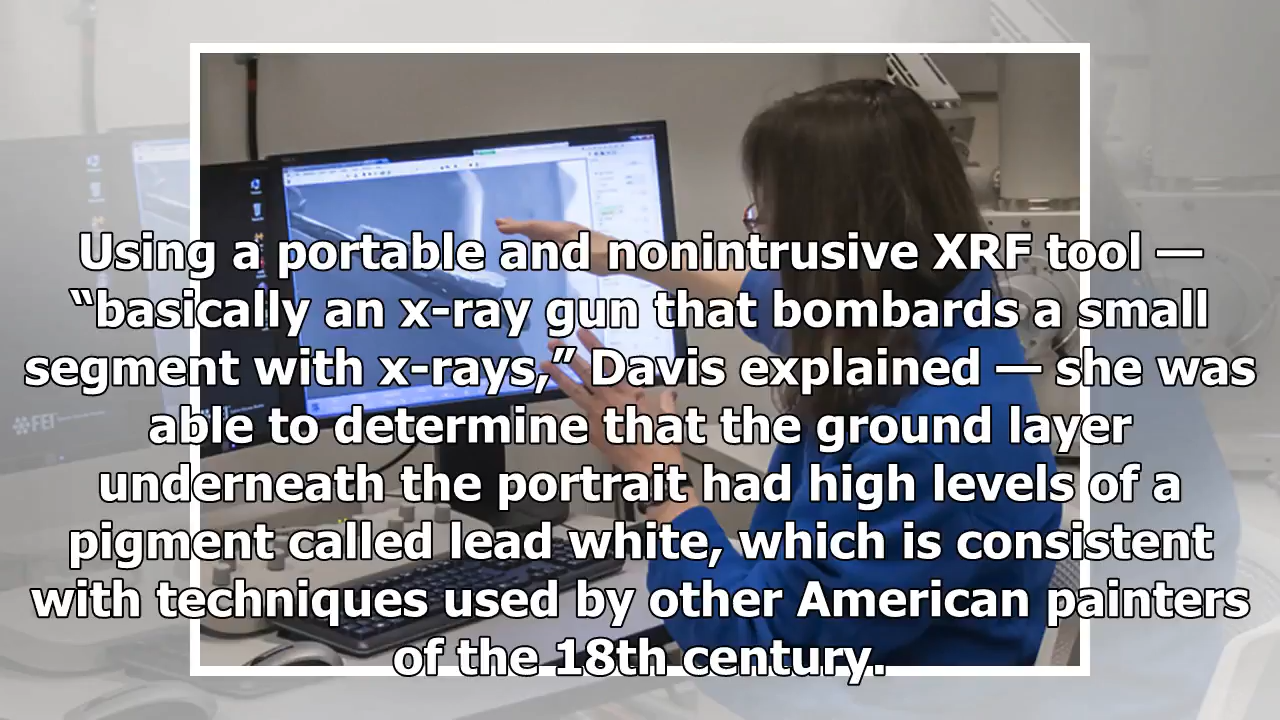 Using a portable and nonintrusive XRF tool —
“basically an x-ray gun that bombards a small
segment with x-rays,” Davis explained — she was
able to determine that the ground layer
underneath the portrait had high levels of a
pigment called lead white, which is consistent
with techniques used by other American painters
of the 18th century.
FEI